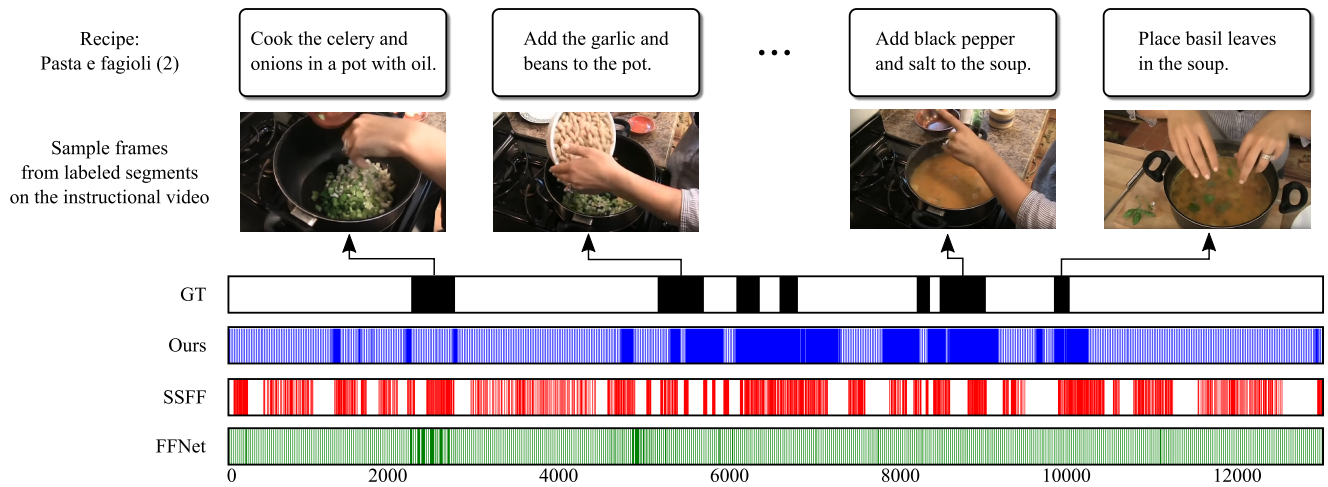 Recipe:
Pasta e fagioli (2)
Cook the celery and
onions in a pot with oil.
Add the garlic and
beans to the pot.
...
Add black pepper
and salt to the soup.
Place basil leaves
in the soup.
Sample frames
from labeled segments
on the instructional video
GT
Ours
SSFF
FFNet
0 2000 4000 6000 8000 10000 12000